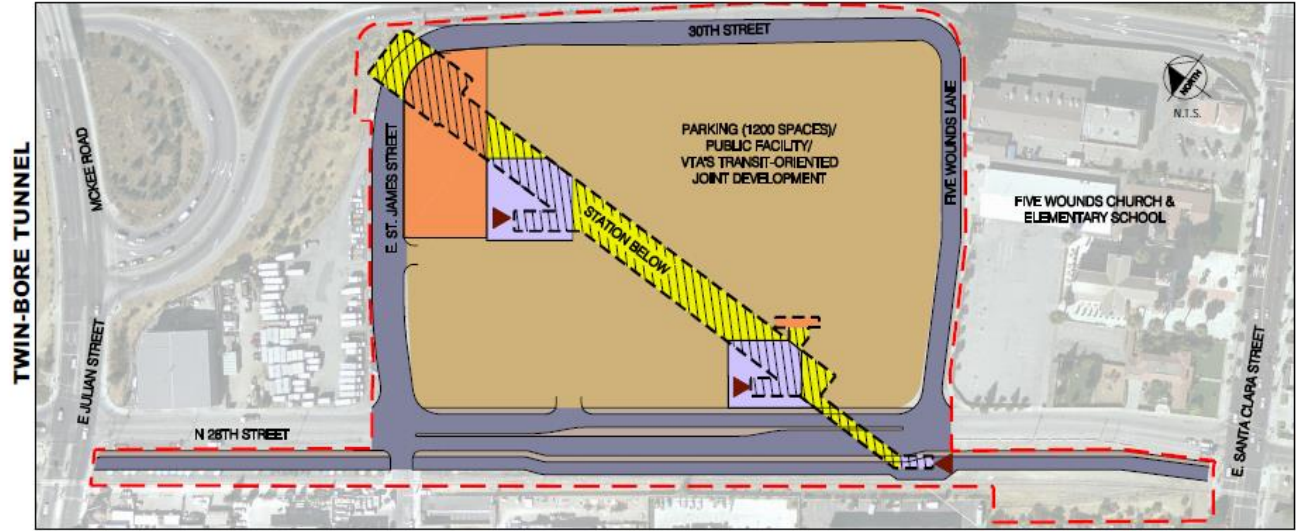 TWIN-BORE TUNNEL
MCKEE ROAD
E JULIAN STREET
N 28TH STREET
E. ST. JAMES STREET
30TH STREET
STATION BELOW
PARKING (1200 SPACES)/
PUBLIC FACILITY/
VTA'S TRANSIT-ORIENTED
JOINT DEVELOPMENT
FIVE WOUNDS LANE
NORTH
N.T.S.
FIVE WOUNDS CHURCH &
ELEMENTARY SCHOOL
E. SANTA CLARA STREET